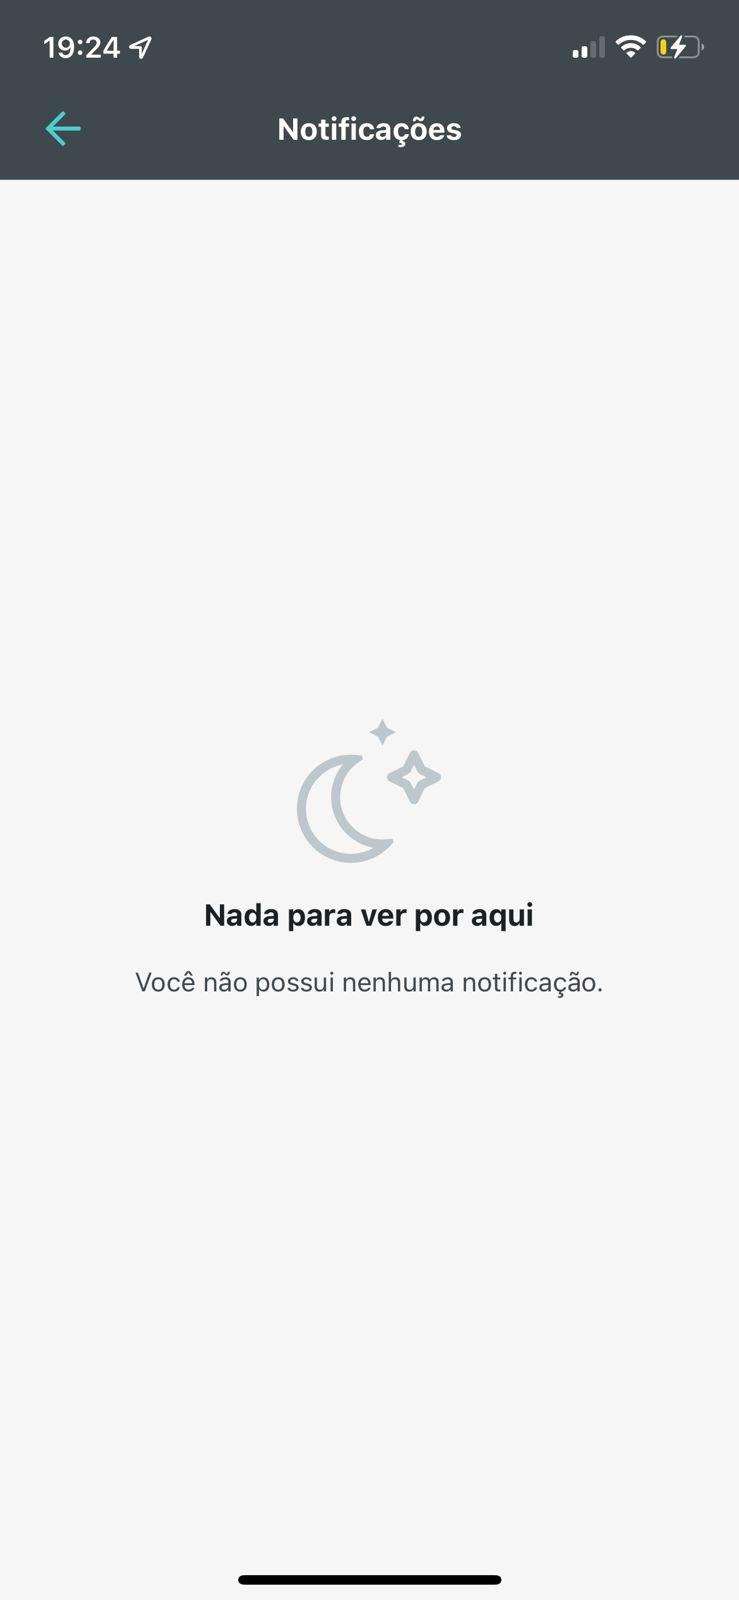 19:24
Notificações
Nada para ver por aqui
Você não possui nenhuma notificação.